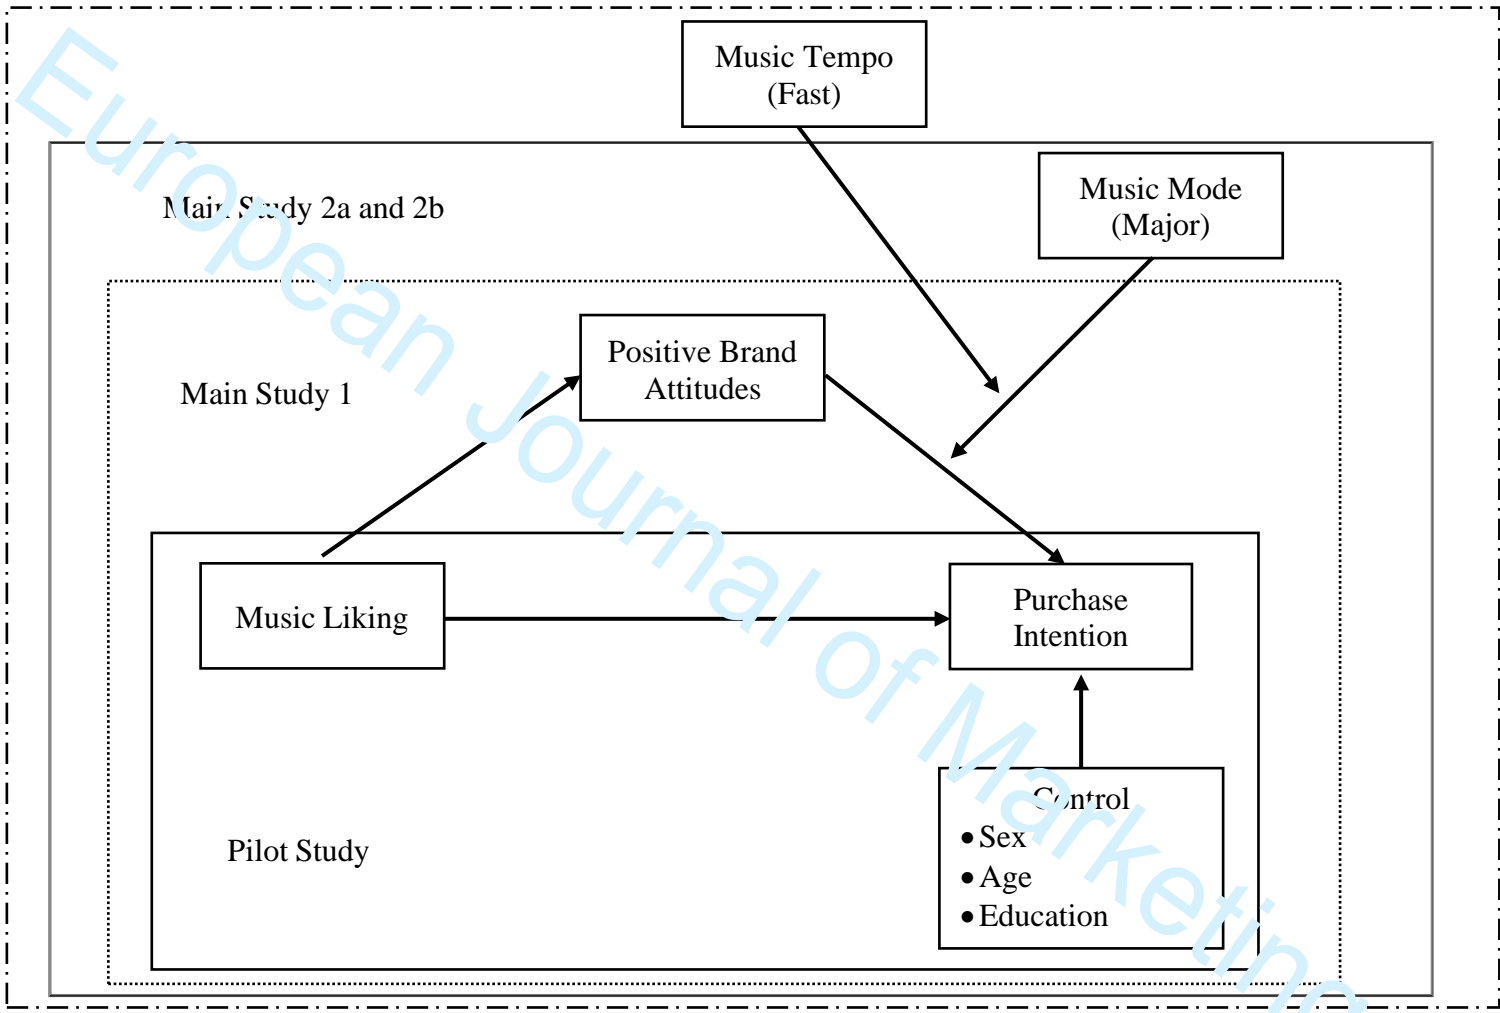 Music Tempo
(Fast)
Music Mode
(Major)
Main Study 2a and 2b
Positive Brand
Attitudes
Main Study 1
Music Liking
Purchase
Intention
Control
• Sex
• Age
• Education
Pilot Study
European Journal of Marketing